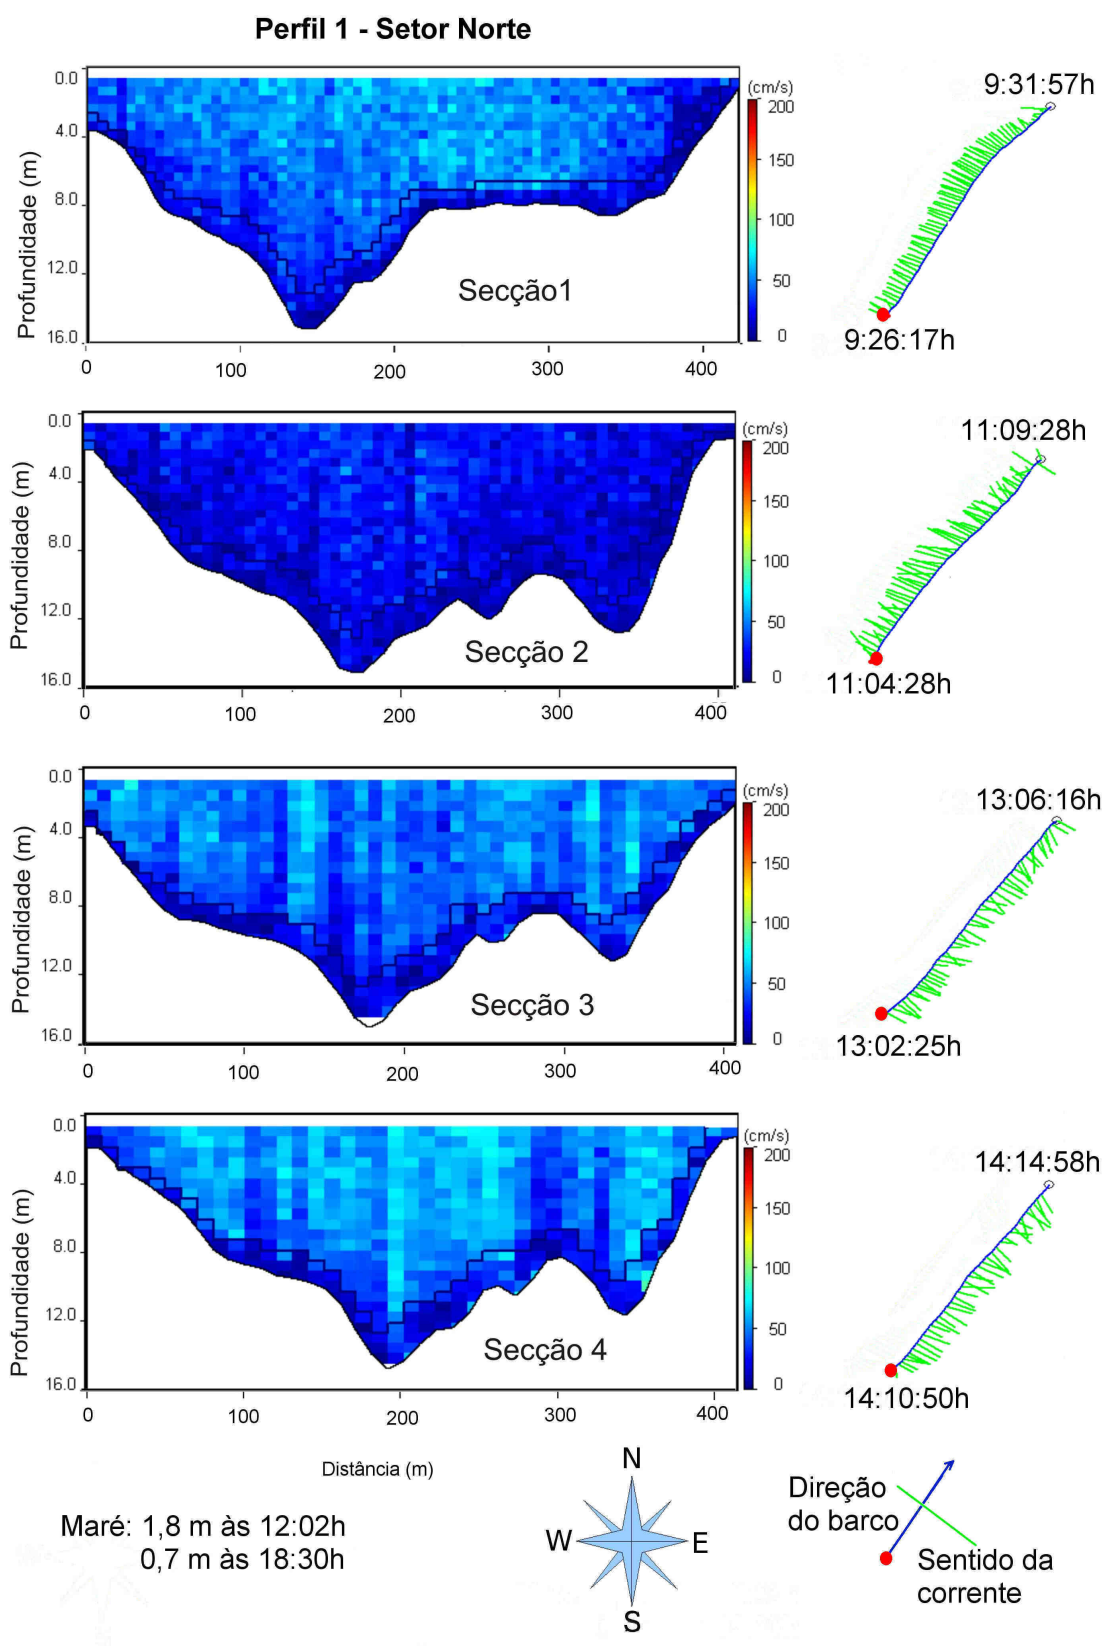 Perfil 1 - Setor Norte
0.0
4.0
8.0
12.0
16.0
Profundidade (m)
0 100 200 300 400
Secção1
(cm/s)
200
150
100
50
0
9:31:57h
9:26:17h
0.0
4.0
8.0
12.0
16.0
Profundidade (m)
0 100 200 300 400
Secção 2
(cm/s)
200
150
100
50
0
11:09:28h
11:04:28h
0.0
4.0
8.0
12.0
16.0
Profundidade (m)
0 100 200 300 400
Secção 3
(cm/s)
200
150
100
50
0
13:06:16h
13:02:25h
0.0
4.0
8.0
12.0
16.0
Profundidade (m)
0 100 200 300 400
Secção 4
(cm/s)
200
150
100
50
0
14:14:58h
14:10:50h
Distância (m)
Maré: 1,8 m às 12:02h
0,7 m às 18:30h
N
W E
S
Direção
do barco
Sentido da
corrente